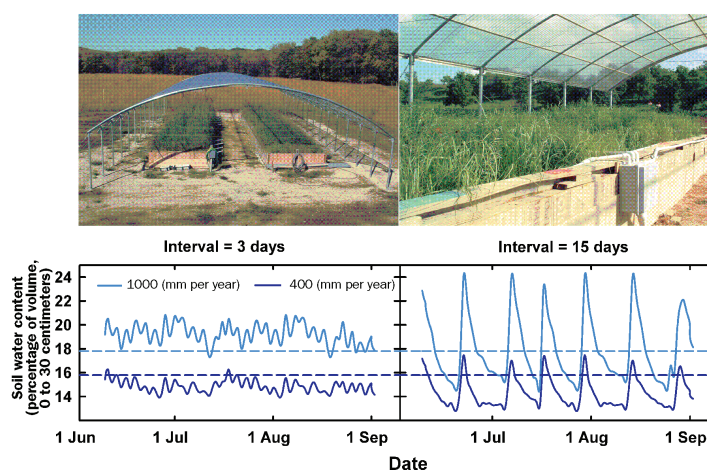 Interval = 3 days
Interval = 15 days
Soil water content
(percentage of volume,
0 to 30 centimeters)
24
22
20
18
16
14
1000 (mm per year)
400 (mm per year)
1 Jun
1 Jul
1 Aug
1 Sep
1 Jul
1 Aug
1 Sep
Date